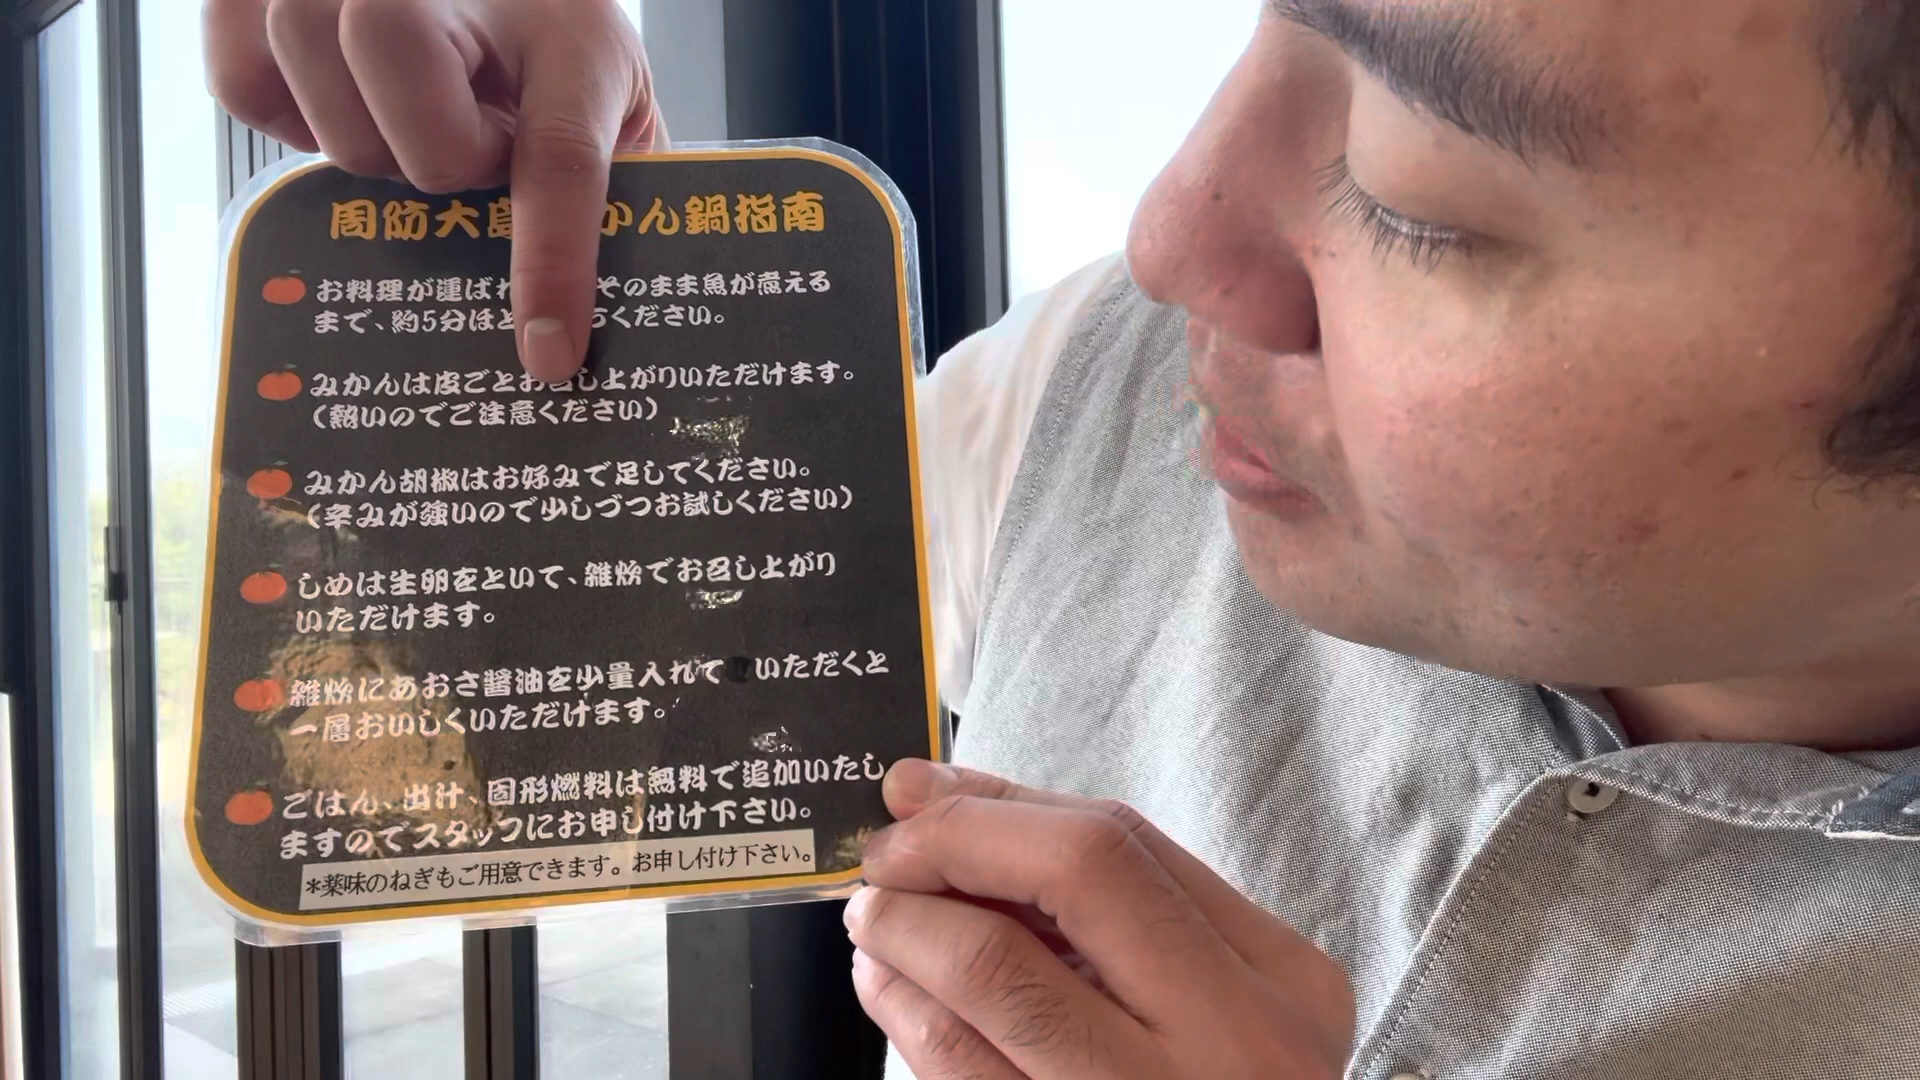 周防大島 かん鍋指南
お料理が運ばれ そのまま魚が煮える
まで、約5分ほど ちください。
みかんは皮ごとお召し上がりいただけます。
（熱いのでご注意ください）
みかん胡椒はお好みで足してください。
（辛みが強いので少しづつお試しください）
しめは生卵をといて、雑炊でお召し上がり
いただけます。
雑炊にあおさ醤油を少量入れて いただくと
一層おいしくいただけます。
ごはん、出汁、固形燃料は無料で追加いたし
ますのでスタッフにお申し付け下さい。
*薬味のねぎもご用意できます。お申し付け下さい。